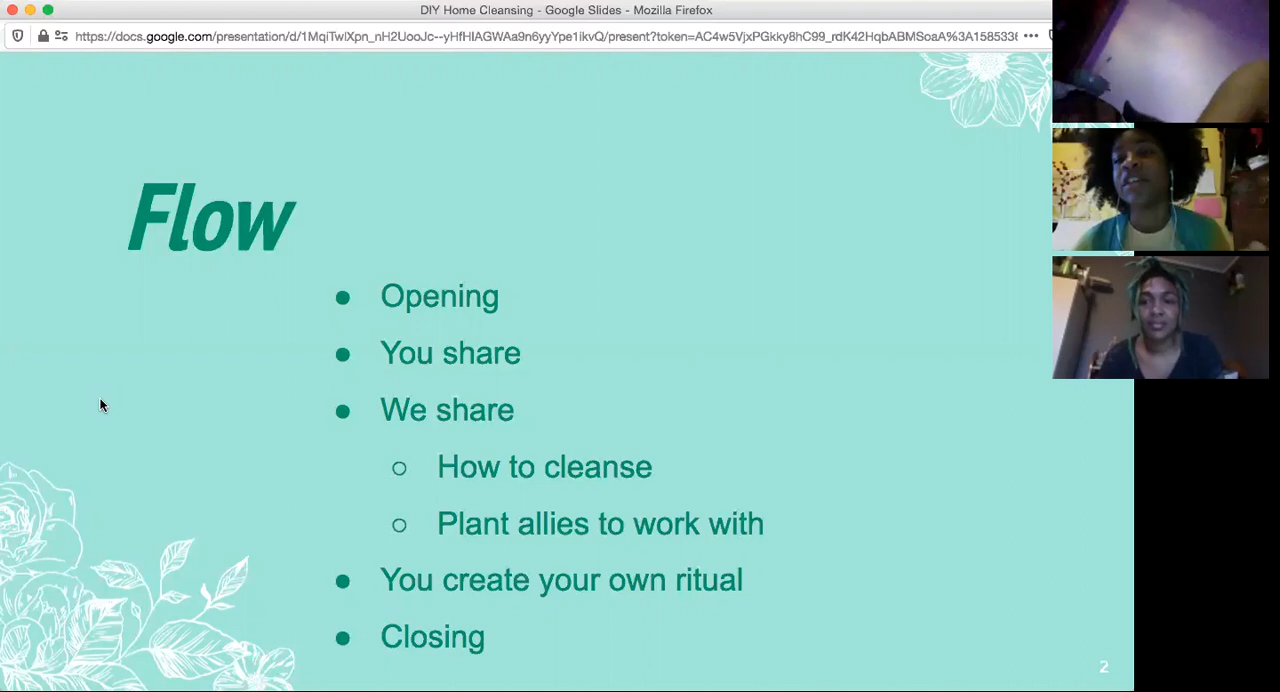 DIY Home Cleansing - Google Slides - Mozilla Firefox
Flow
● Opening
● You share
● We share
○ How to cleanse
○ Plant allies to work with
● You create your own ritual
● Closing
2